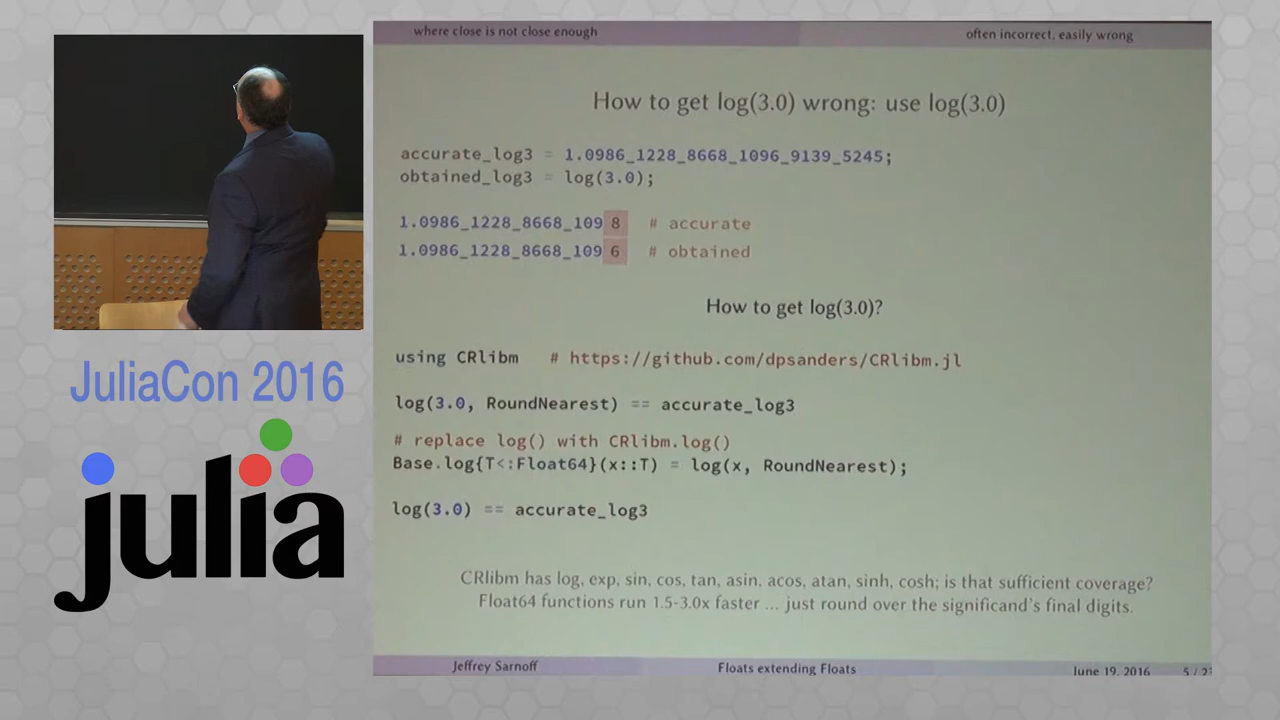 where close is not close enough
often incorrect, easily wrong
How to get log(3.0) wrong: use log(3.0)
accurate_log3 = 1.0986_1228_8668_1096_9139_5245;
obtained_log3 = log(3.0);
1.0986_1228_8668_109 8 # accurate
1.0986_1228_8668_109 6 # obtained
How to get log(3.0)?
using CRlibm # https://github.com/dpsanders/CRlibm.jl
log(3.0, RoundNearest) == accurate_log3
# replace log() with CRlibm.log()
Base.log{T<:Float64}(x::T) = log(x, RoundNearest);
log(3.0) == accurate_log3
CRlibm has log, exp, sin, cos, tan, asin, acos, atan, sinh, cosh; is that sufficient coverage?
Float64 functions run 1.5-3.0x faster ... just round over the significand's final digits.
Jeffrey Sarnoff
Floats extending Floats
June 19, 2016 5 / 2
JuliaCon 2016
julia